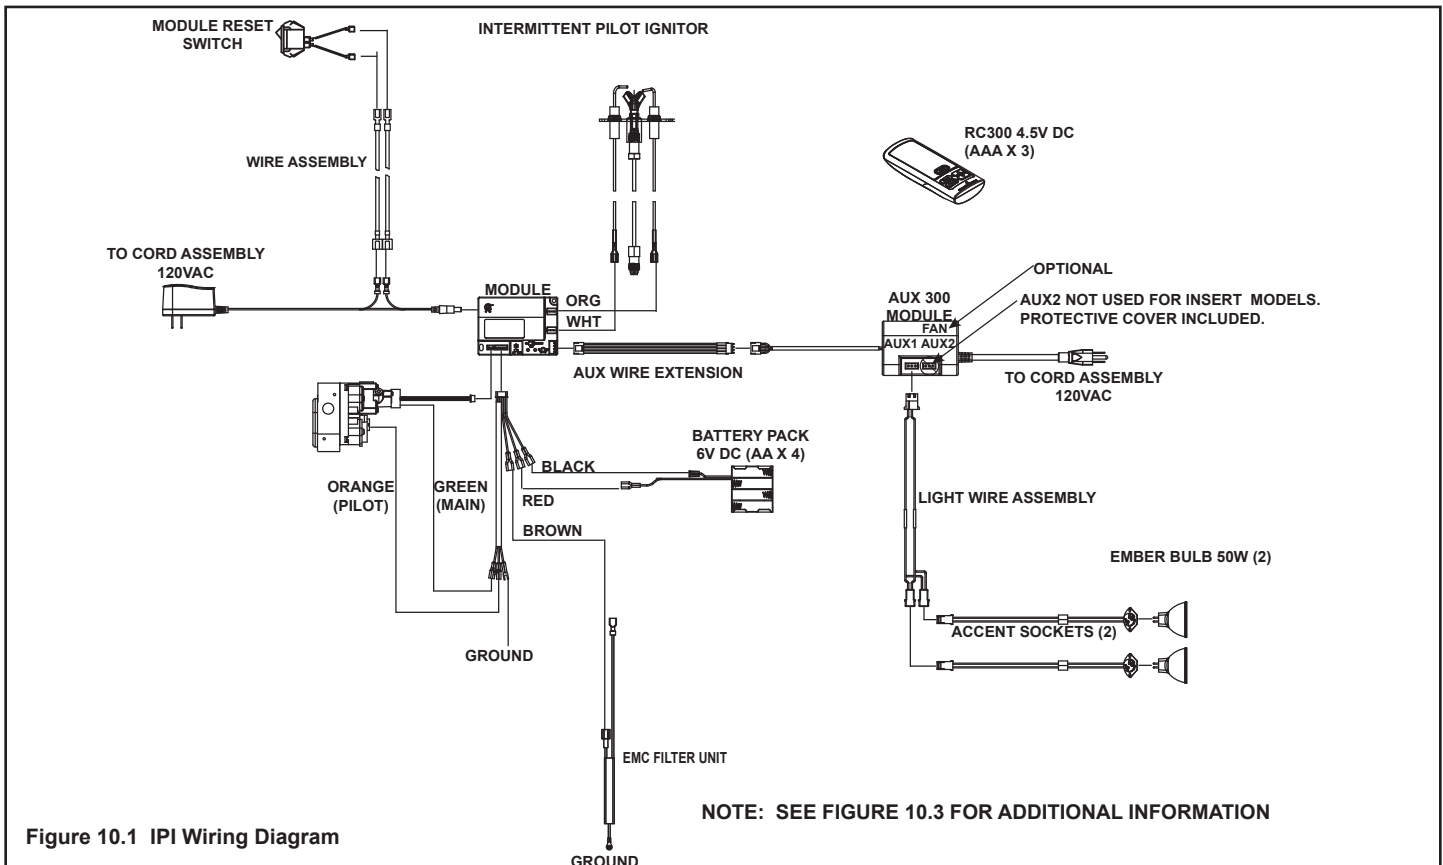 MODULE RESET
SWITCH
INTERMITTENT PILOT IGNITOR
RC300 4.5V DC
(AAA X 3)
WIRE ASSEMBLY
TO CORD ASSEMBLY
120VAC
MODULE
ORG
WHT
AUX WIRE EXTENSION
OPTIONAL
AUX 300
MODULE
FAN
AUX1 AUX2
AUX2 NOT USED FOR INSERT MODELS.
PROTECTIVE COVER INCLUDED.
TO CORD ASSEMBLY
120VAC
BATTERY PACK
6V DC (AA X 4)
BLACK
RED
BROWN
ORANGE
(PILOT)
GREEN
(MAIN)
LIGHT WIRE ASSEMBLY
EMBER BULB 50W (2)
ACCENT SOCKETS (2)
GROUND
EMC FILTER UNIT
GROUND
NOTE: SEE FIGURE 10.3 FOR ADDITIONAL INFORMATION
Figure 10.1 IPI Wiring Diagram